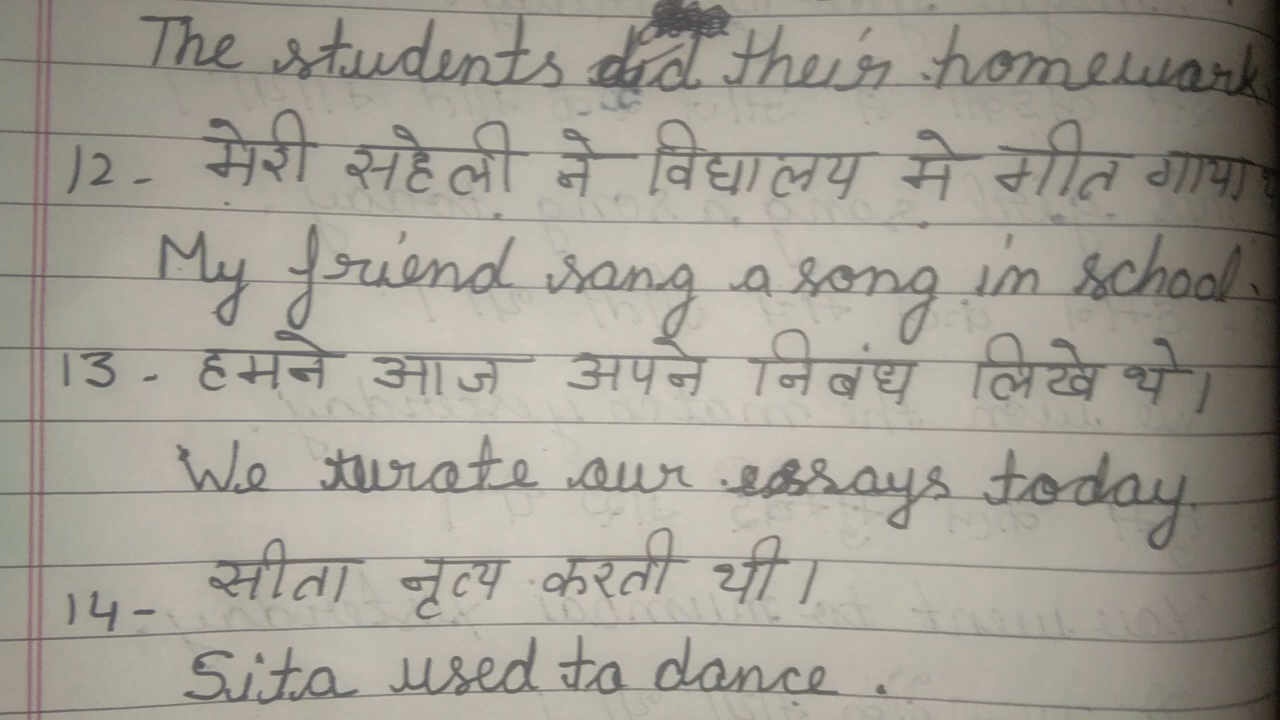 The students did their homework.
12- मेरी सहेली ने विद्यालय मे गीत गाया
My friend sang a song in school.
13- हमने आज अपने निबंध लिखे थे।
We wrote our essays today.
14- सीता नृत्य करती थी।
Sita used to dance.